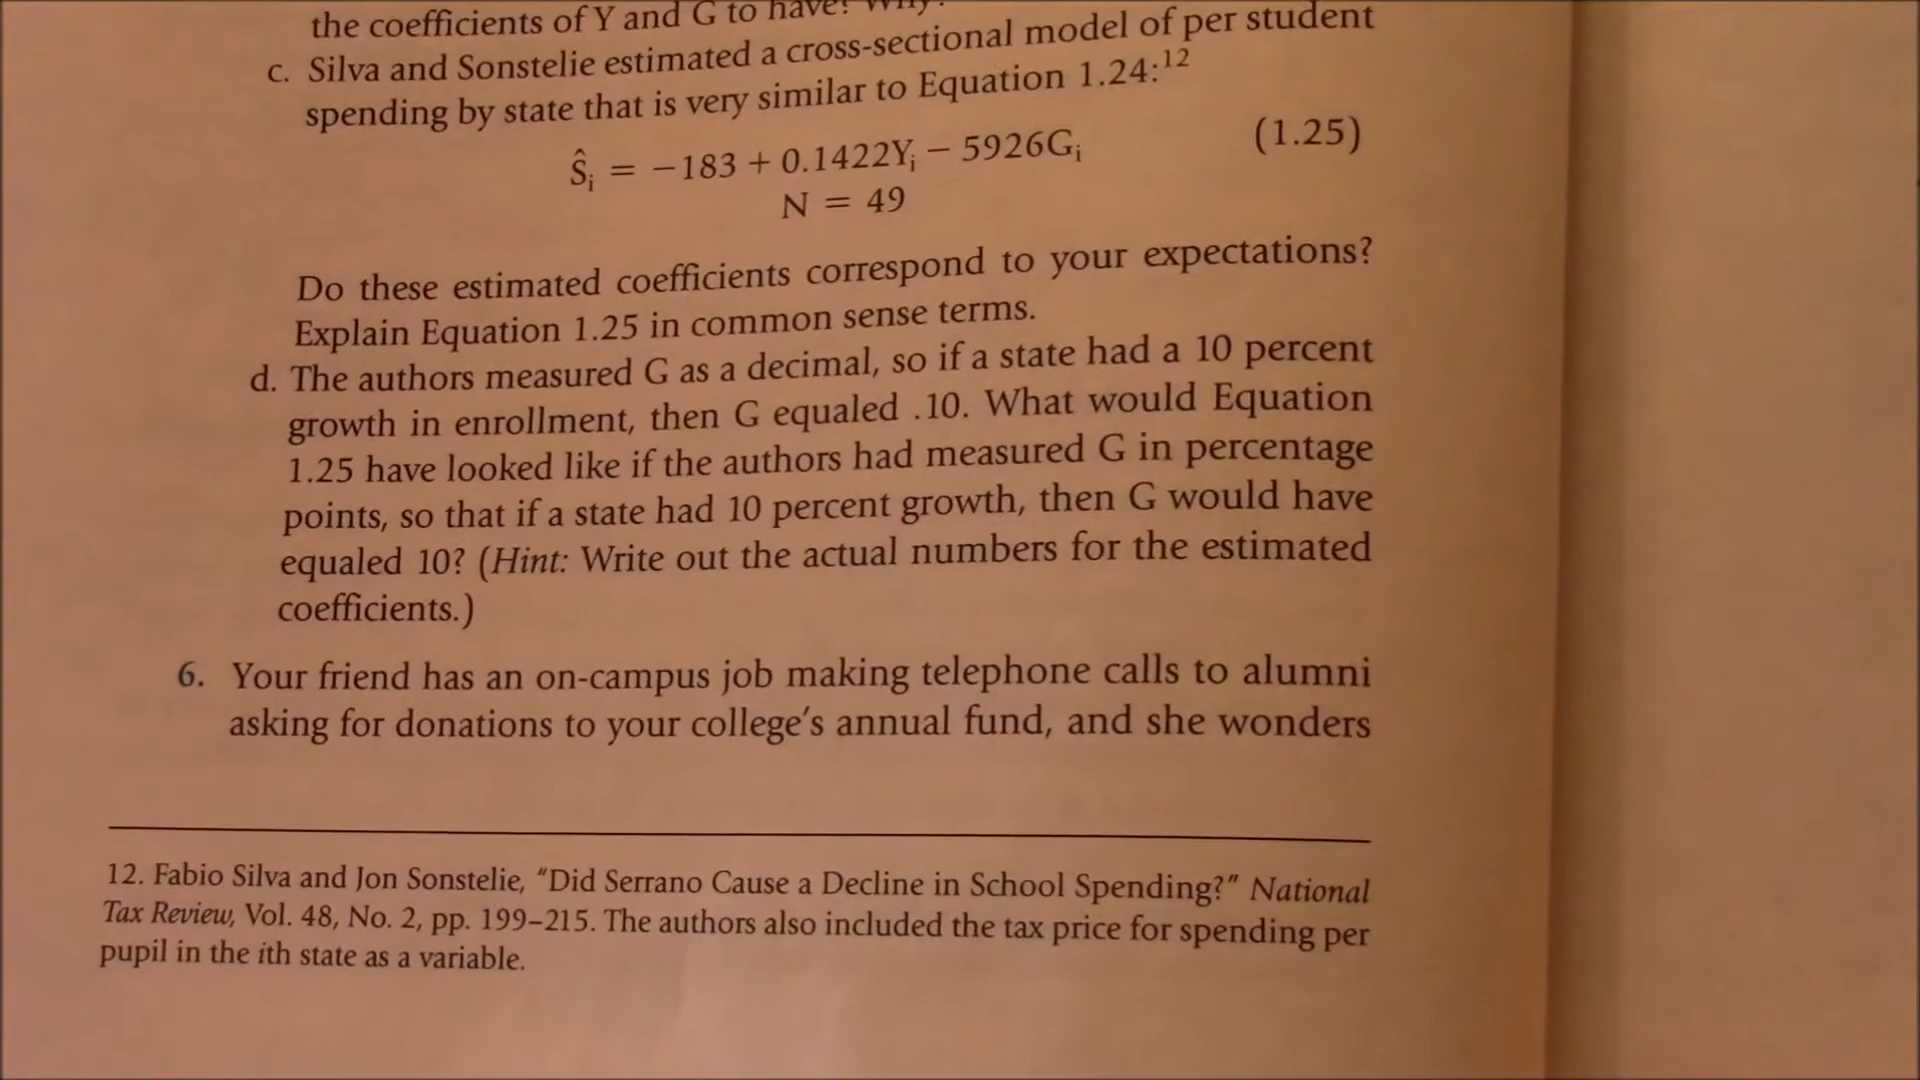 the coefficients of Y and G to have? Why?
c. Silva and Sonstelie estimated a cross-sectional model of per student
spending by state that is very similar to Equation 1.24:¹²
Ŝᵢ = −183 + 0.1422Yᵢ − 5926Gᵢ (1.25)
N = 49
Do these estimated coefficients correspond to your expectations?
Explain Equation 1.25 in common sense terms.
d. The authors measured G as a decimal, so if a state had a 10 percent
growth in enrollment, then G equaled .10. What would Equation
1.25 have looked like if the authors had measured G in percentage
points, so that if a state had 10 percent growth, then G would have
equaled 10? (Hint: Write out the actual numbers for the estimated
coefficients.)
6. Your friend has an on-campus job making telephone calls to alumni
asking for donations to your college's annual fund, and she wonders
12. Fabio Silva and Jon Sonstelie, “Did Serrano Cause a Decline in School Spending?” National
Tax Review, Vol. 48, No. 2, pp. 199–215. The authors also included the tax price for spending per
pupil in the ith state as a variable.